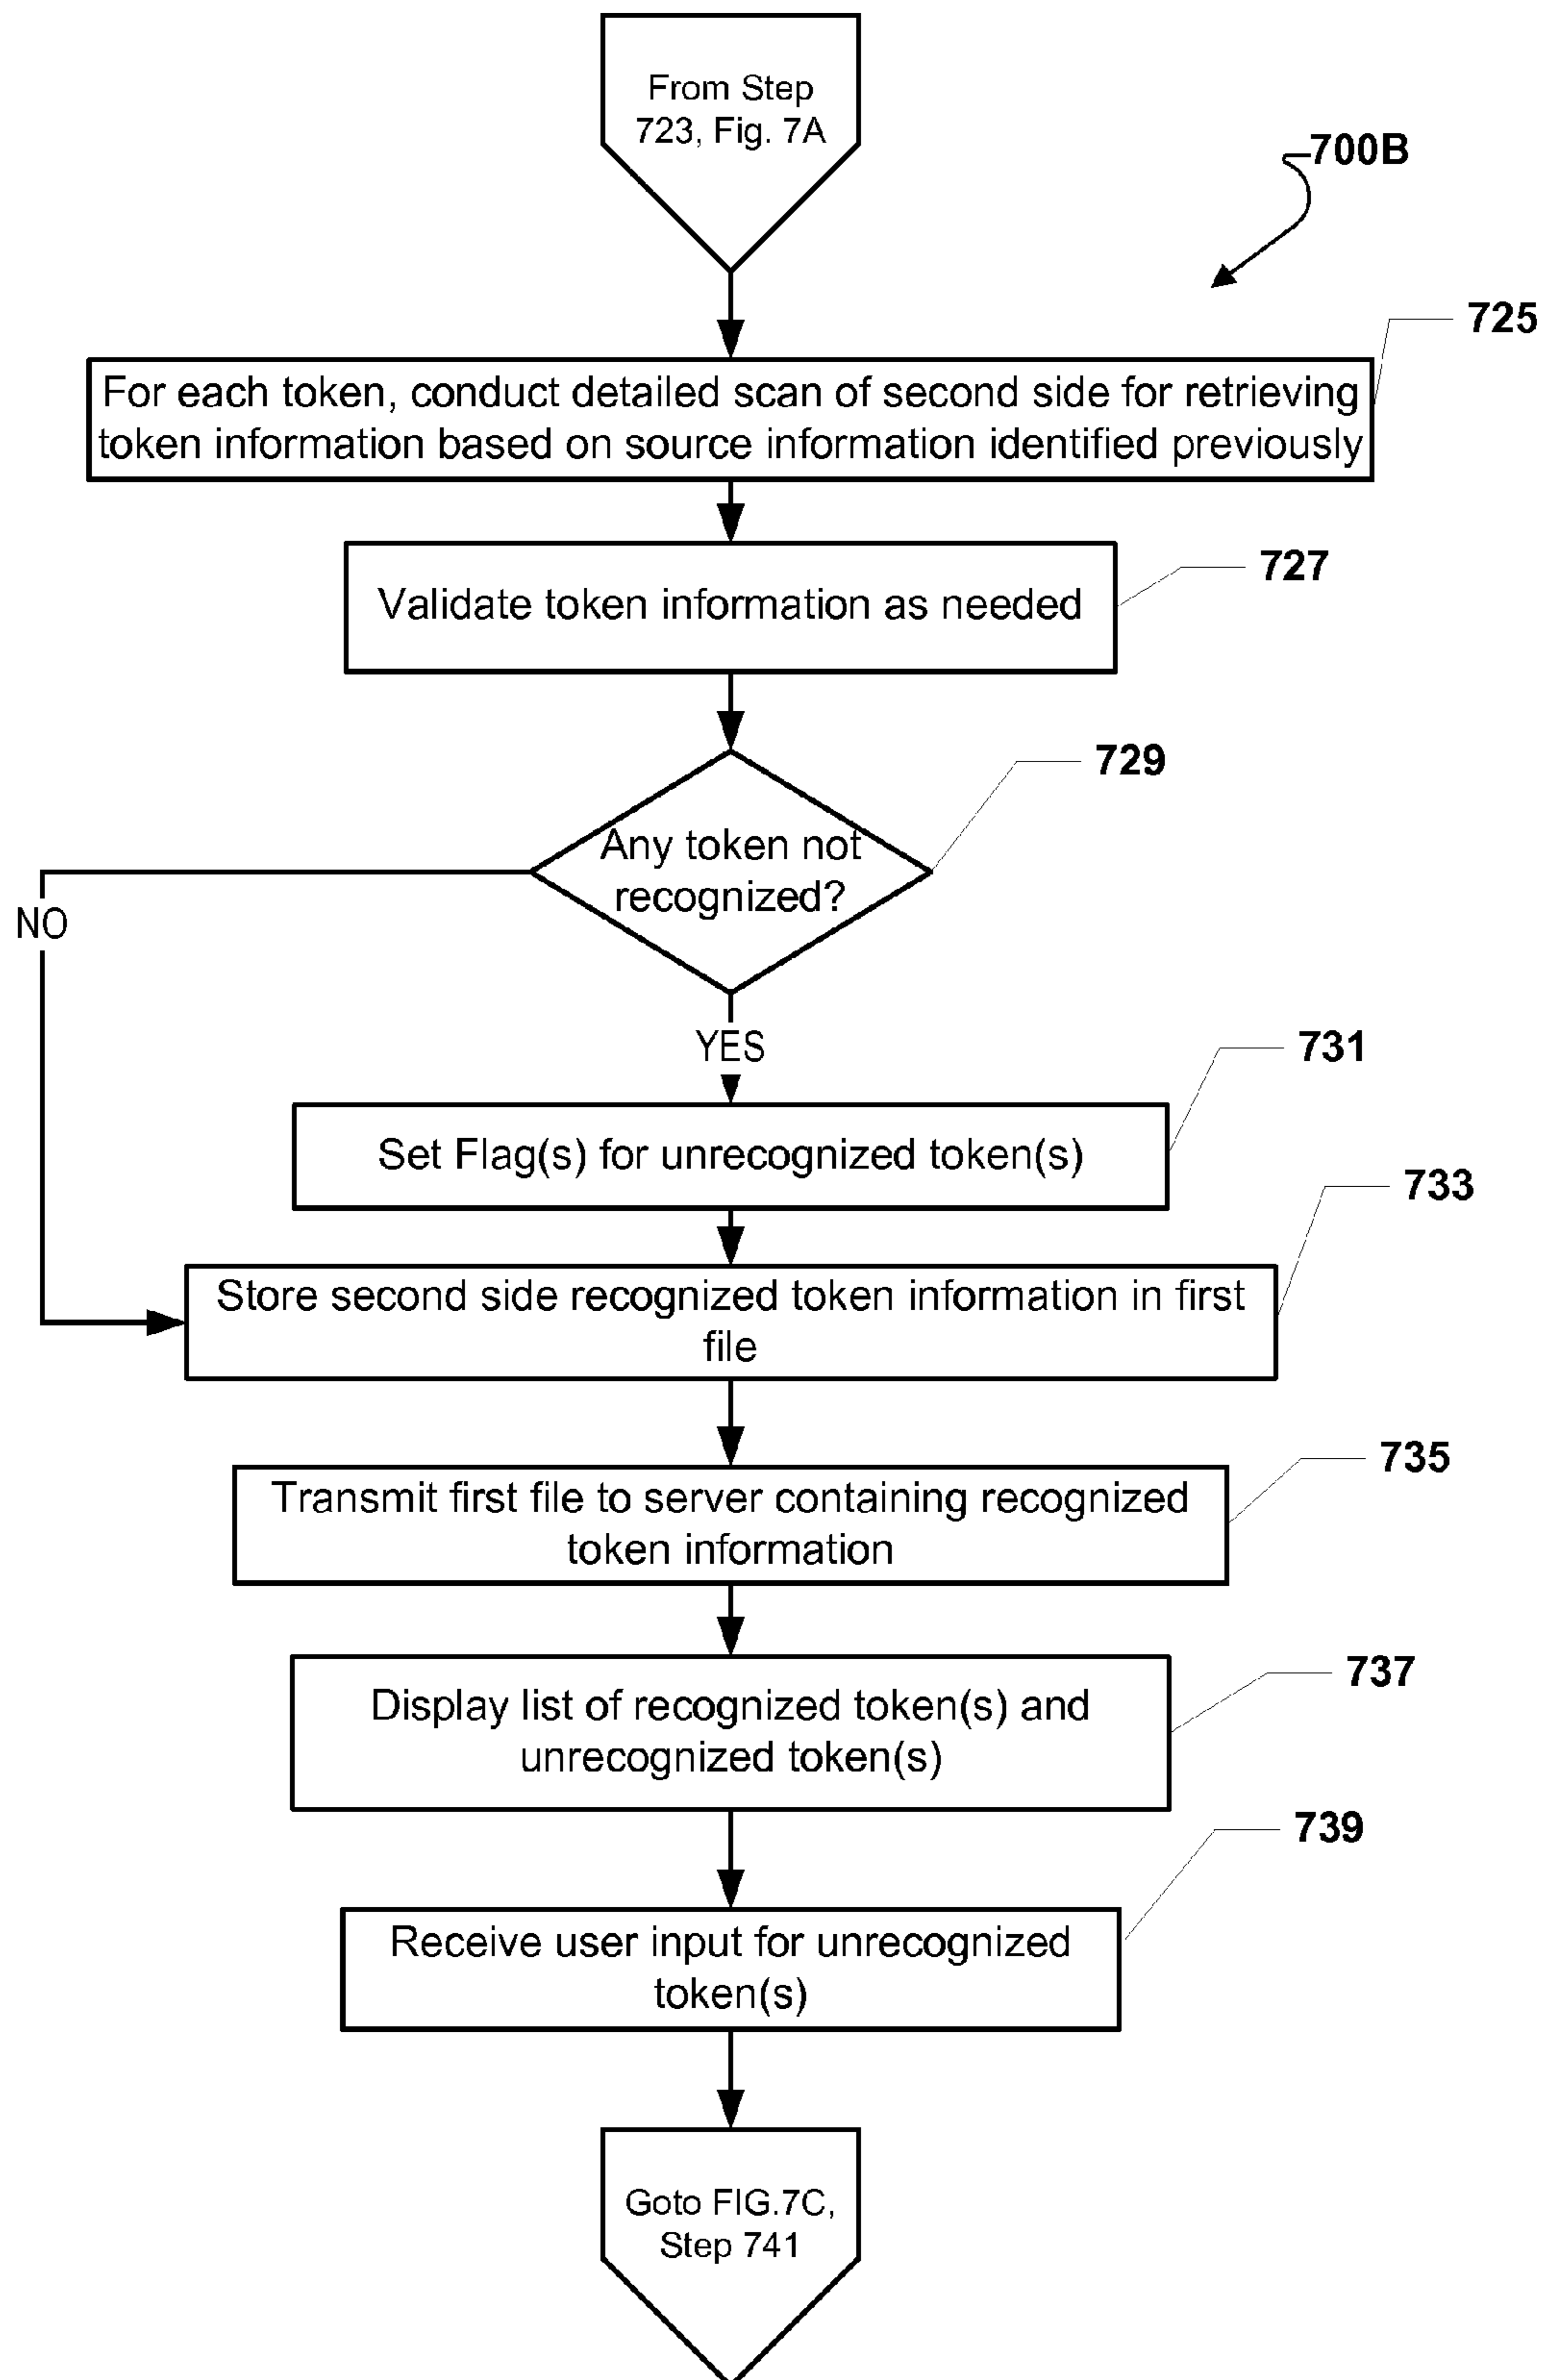 From Step
723, Fig. 7A
700B
725
For each token, conduct detailed scan of second side for retrieving
token information based on source information identified previously
727
Validate token information as needed
729
Any token not
recognized?
NO
YES
731
Set Flag(s) for unrecognized token(s)
733
Store second side recognized token information in first
file
735
Transmit first file to server containing recognized
token information
737
Display list of recognized token(s) and
unrecognized token(s)
739
Receive user input for unrecognized
token(s)
Goto FIG.7C,
Step 741